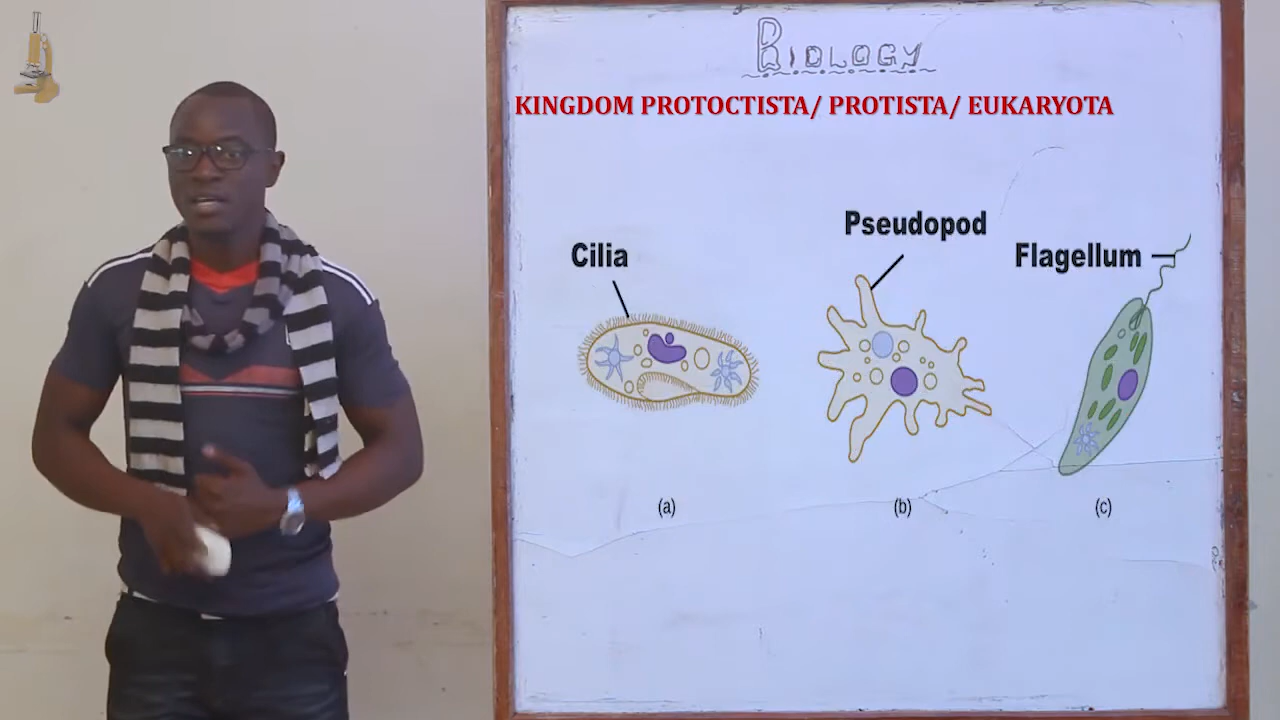 BIOLOGY
KINGDOM PROTOCTISTA/ PROTISTA/ EUKARYOTA
Pseudopod
Cilia
Flagellum
(a)
(b)
(c)